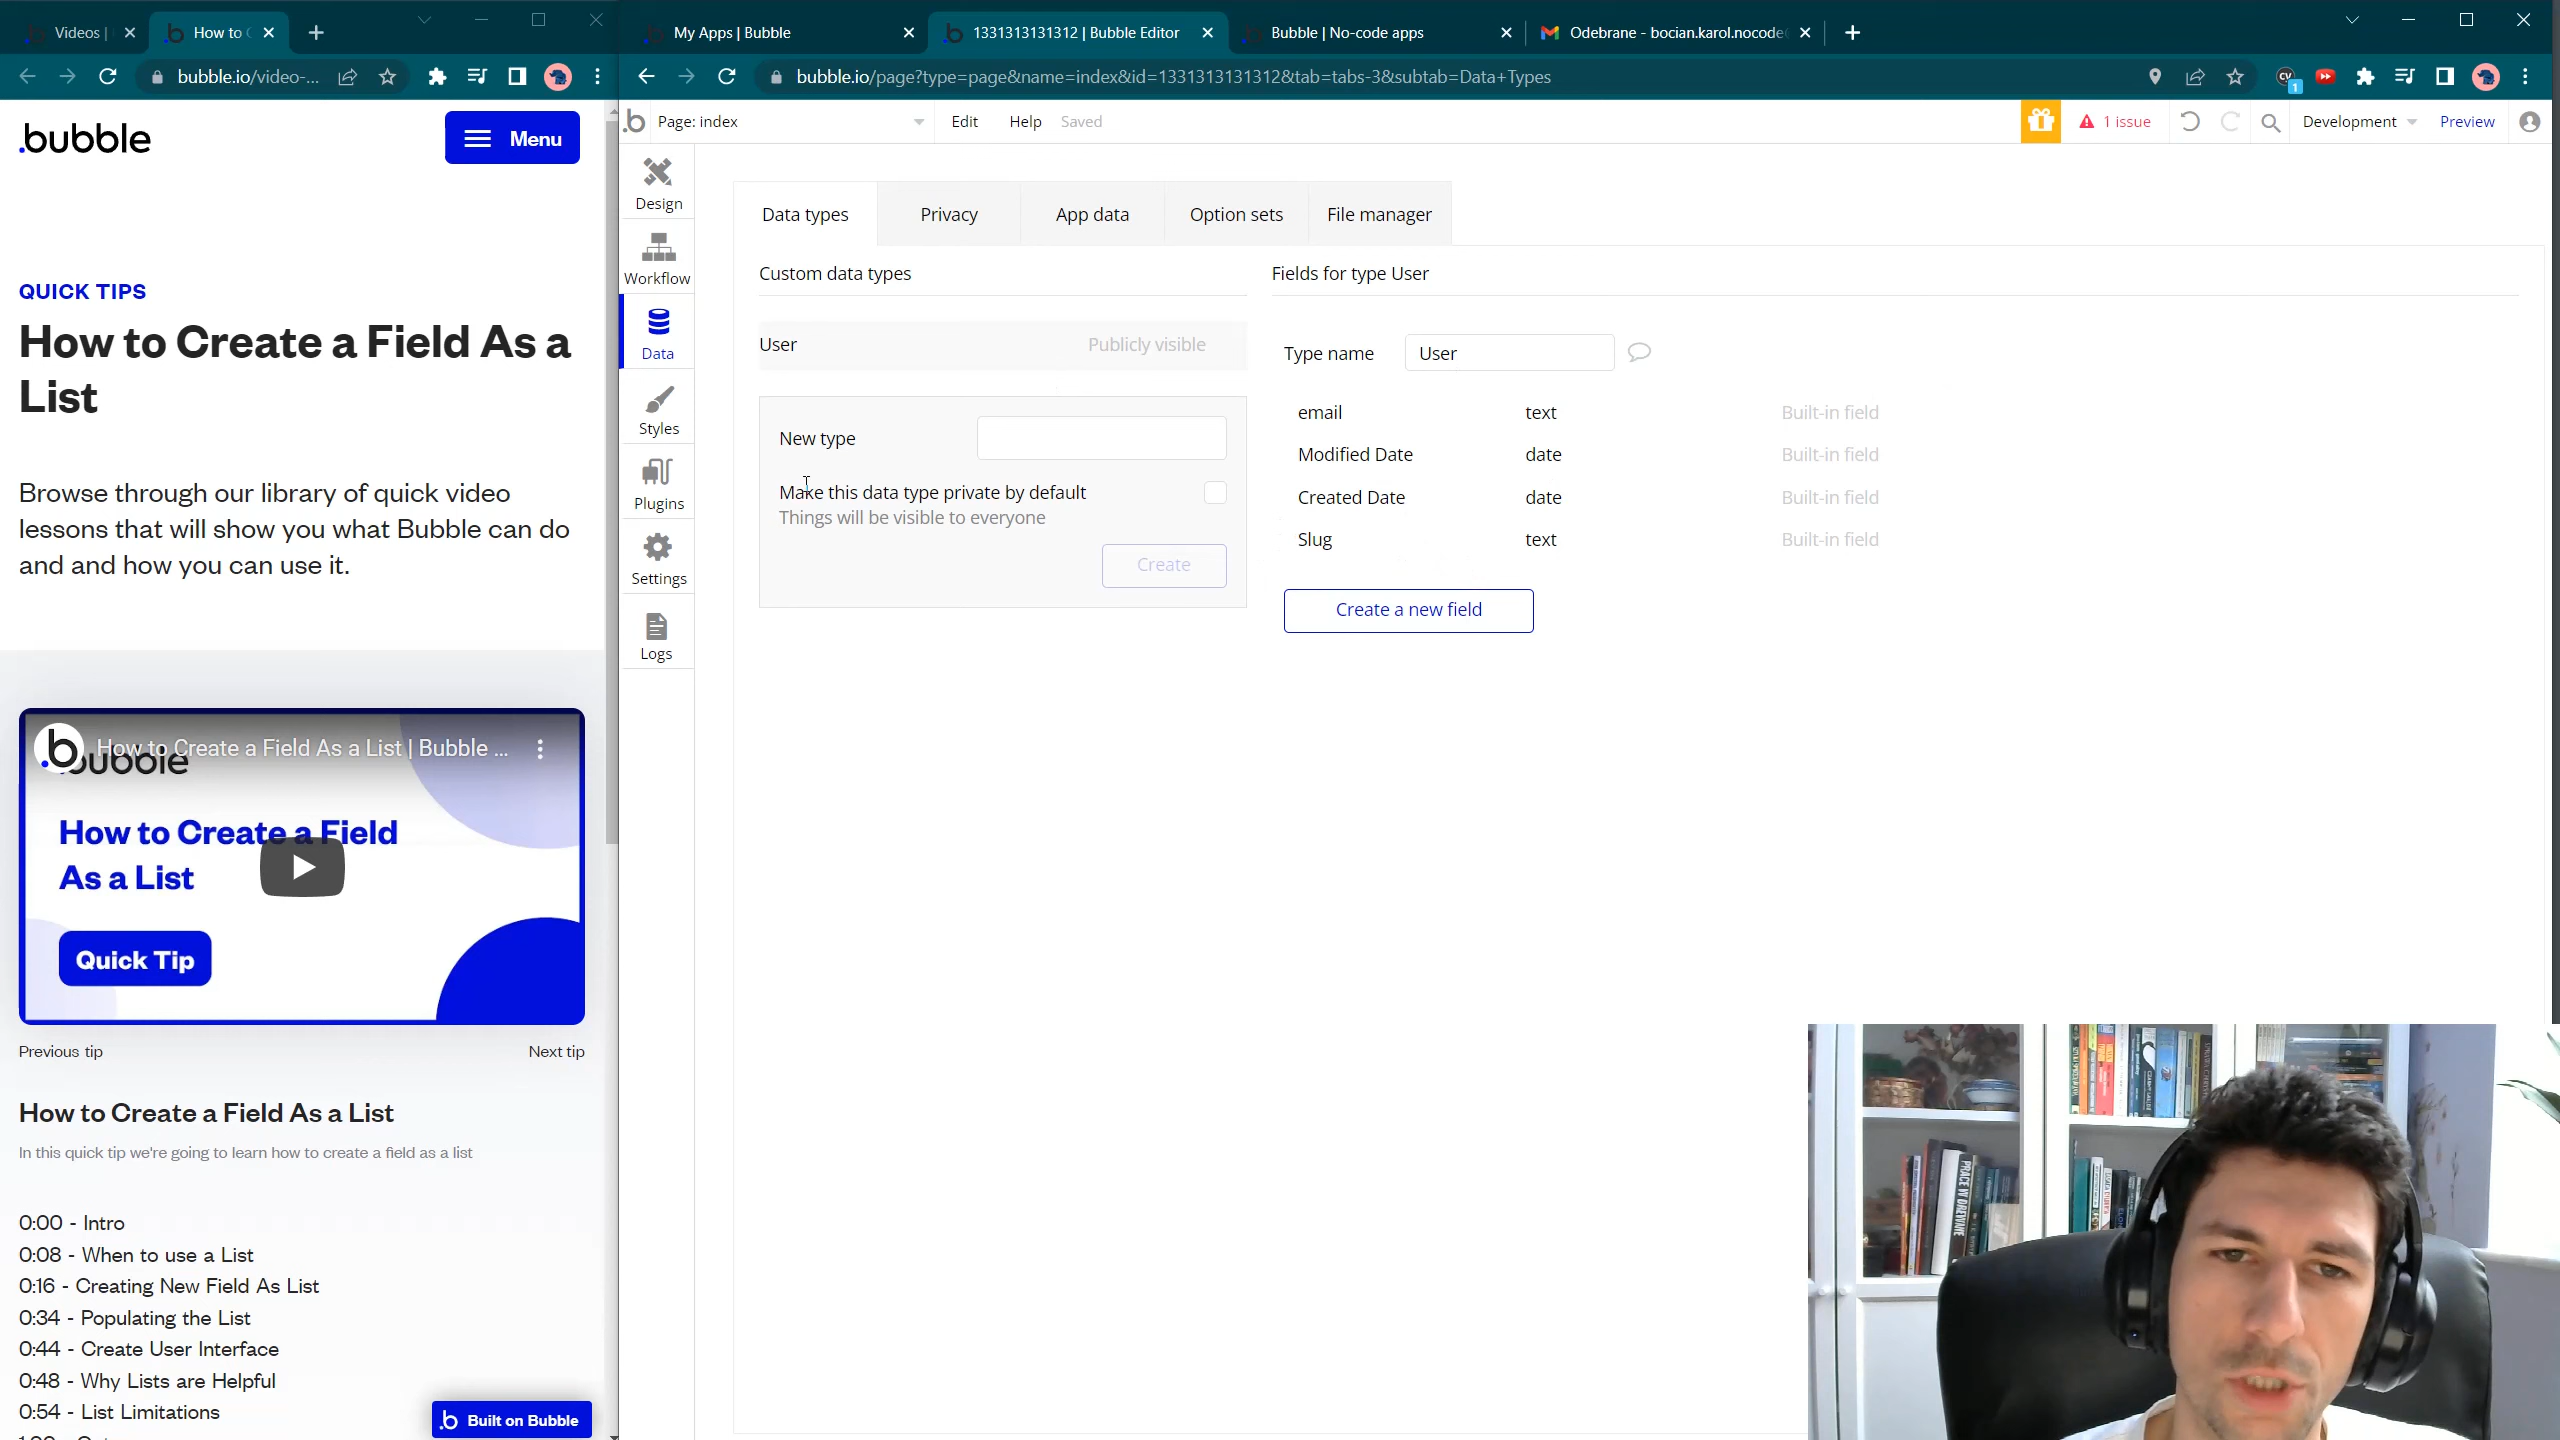 Videos |
How to
My Apps | Bubble
1331313131312 | Bubble Editor
Bubble | No-code apps
Odebrane - bocian.karol.nocode
bubble.io/video-...
bubble.io/page?type=page&name=index&id=1331313131312&tab=tabs-3&subtab=Data+Types
1
.bubble
Menu
QUICK TIPS
How to Create a Field As a
List
Browse through our library of quick video
lessons that will show you what Bubble can do
and and how you can use it.
How to Create a Field As a List | Bubble ...
bubble
How to Create a Field
As a List
Quick Tip
Previous tip
Next tip
How to Create a Field As a List
In this quick tip we're going to learn how to create a field as a list
0:00 - Intro
0:08 - When to use a List
0:16 - Creating New Field As List
0:34 - Populating the List
0:44 - Create User Interface
0:48 - Why Lists are Helpful
0:54 - List Limitations
Built on Bubble
Page: index
Edit
Help
Saved
1 issue
Development
Preview
Design
Workflow
Data
Styles
Plugins
Settings
Logs
Data types
Privacy
App data
Option sets
File manager
Custom data types
User
Publicly visible
New type
Make this data type private by default
Things will be visible to everyone
Create
Fields for type User
Type name
User
email
text
Built-in field
Modified Date
date
Built-in field
Created Date
date
Built-in field
Slug
text
Built-in field
Create a new field